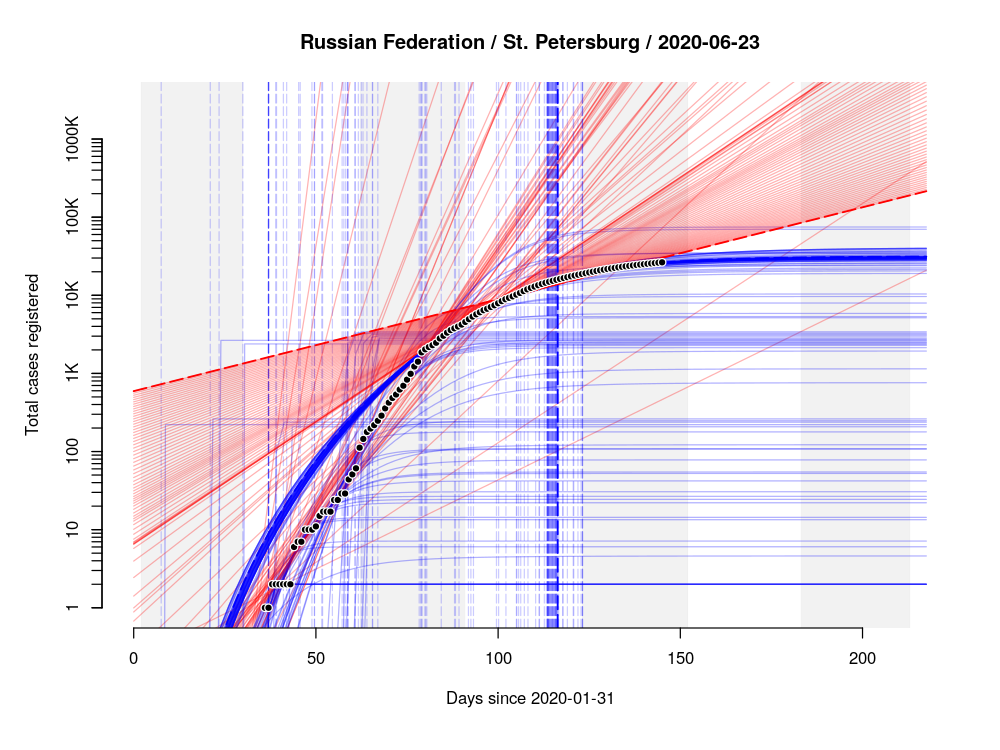 Russian Federation / St. Petersburg / 2020-06-23
Total cases registered
1000K
100K
10K
1K
100
10
1
0 50 100 150 200
Days since 2020-01-31